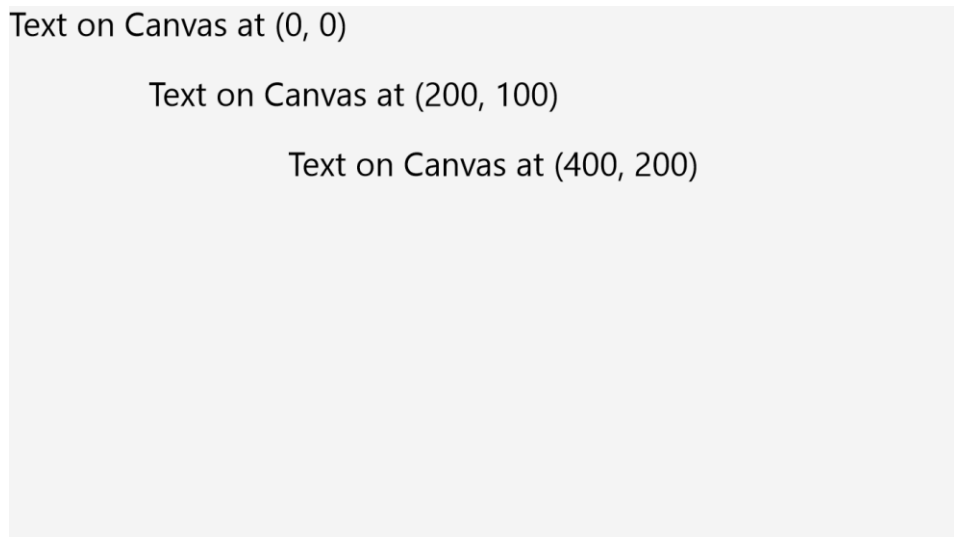 Text on Canvas at (0, 0)
Text on Canvas at (200, 100)
Text on Canvas at (400, 200)